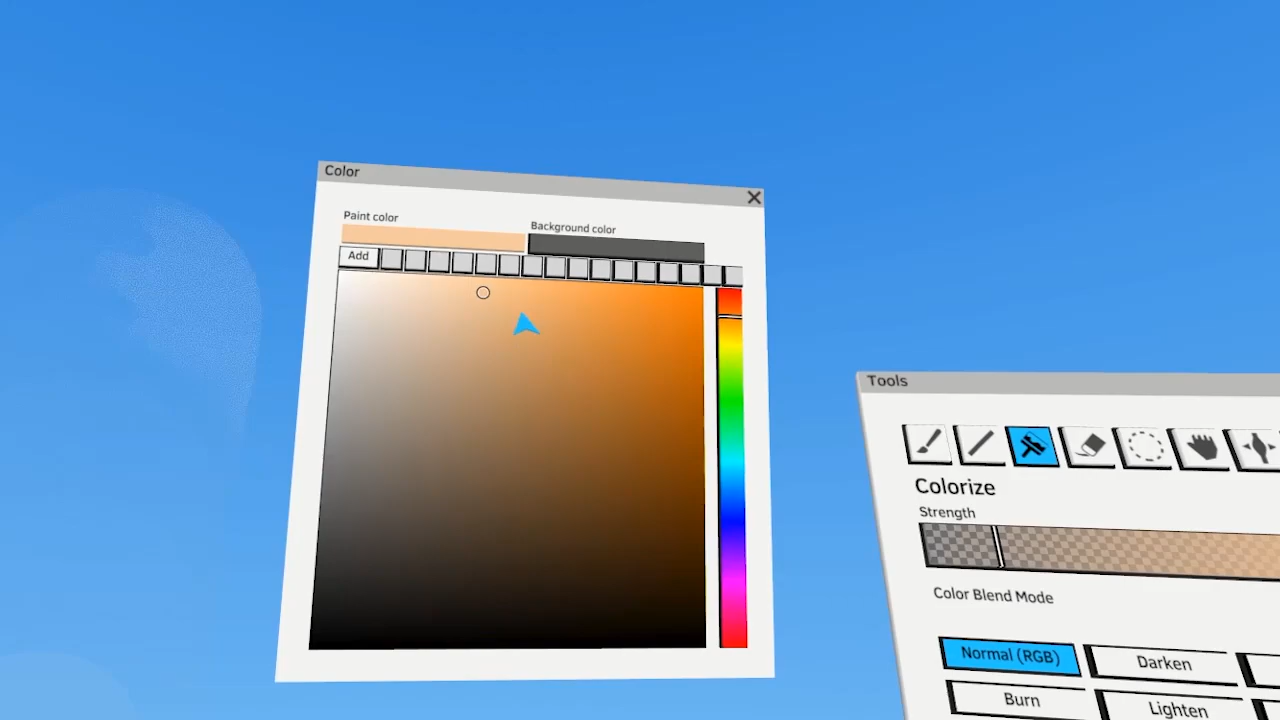 Color
Paint color
Background color
Add
Tools
Colorize
Strength
Color Blend Mode
Normal (RGB)
Darken
Burn
Lighten